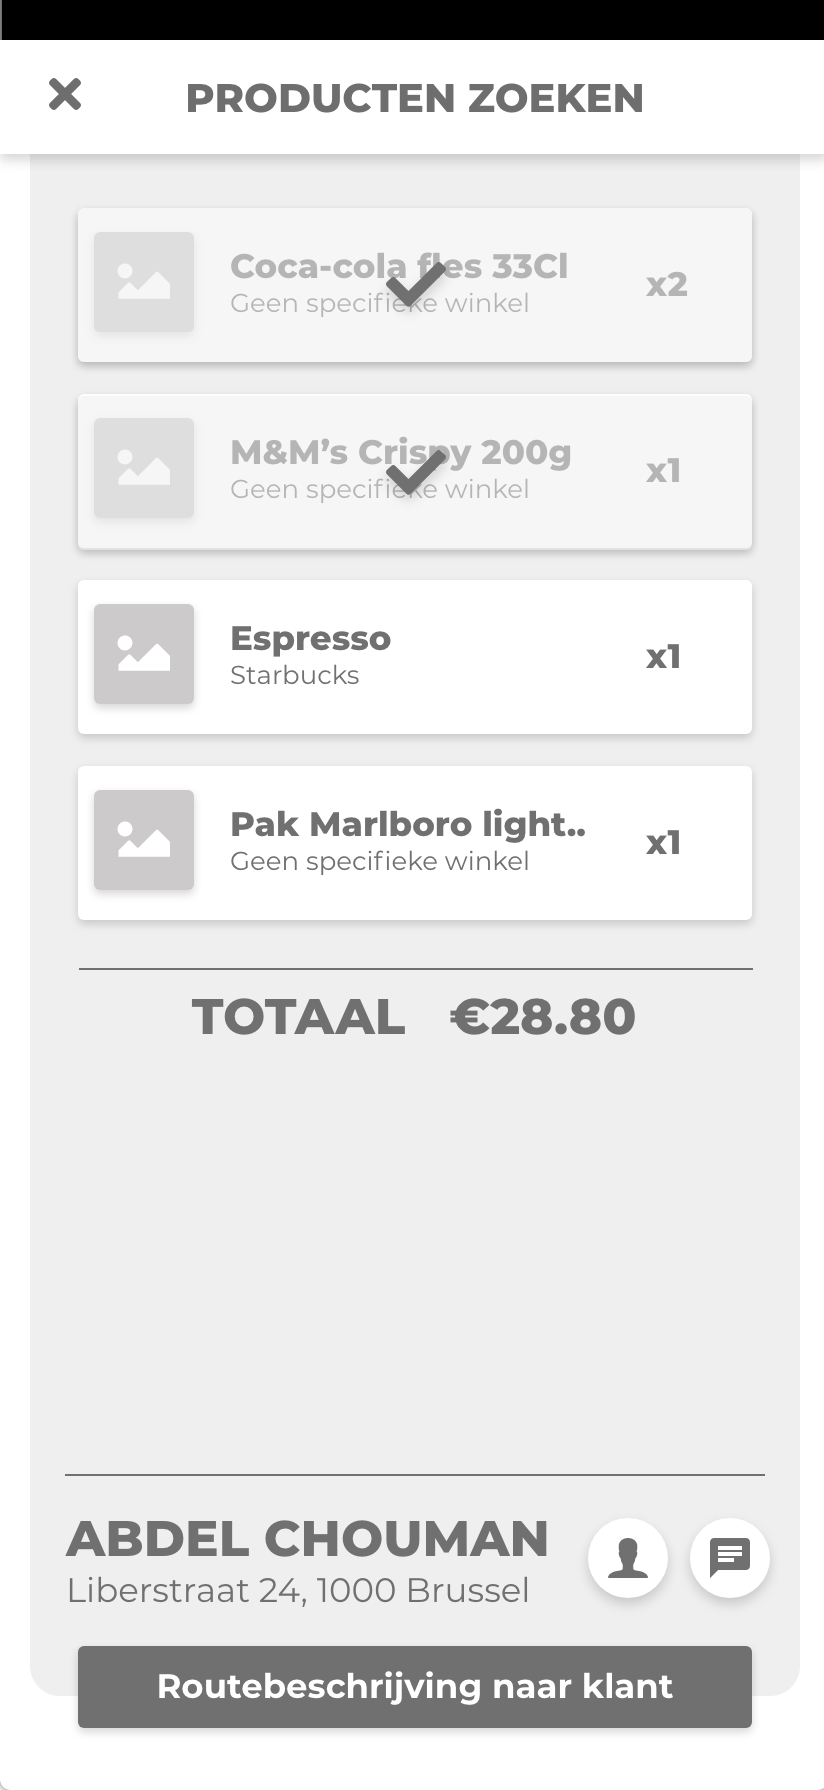 PRODUCTEN ZOEKEN
Coca-cola fles 33Cl
Geen specifieke winkel
x2
M&M’s Crispy 200g
Geen specifieke winkel
x1
Espresso
Starbucks
x1
Pak Marlboro light..
Geen specifieke winkel
x1
TOTAAL €28.80
ABDEL CHOUMAN
Liberstraat 24, 1000 Brussel
Routebeschrijving naar klant